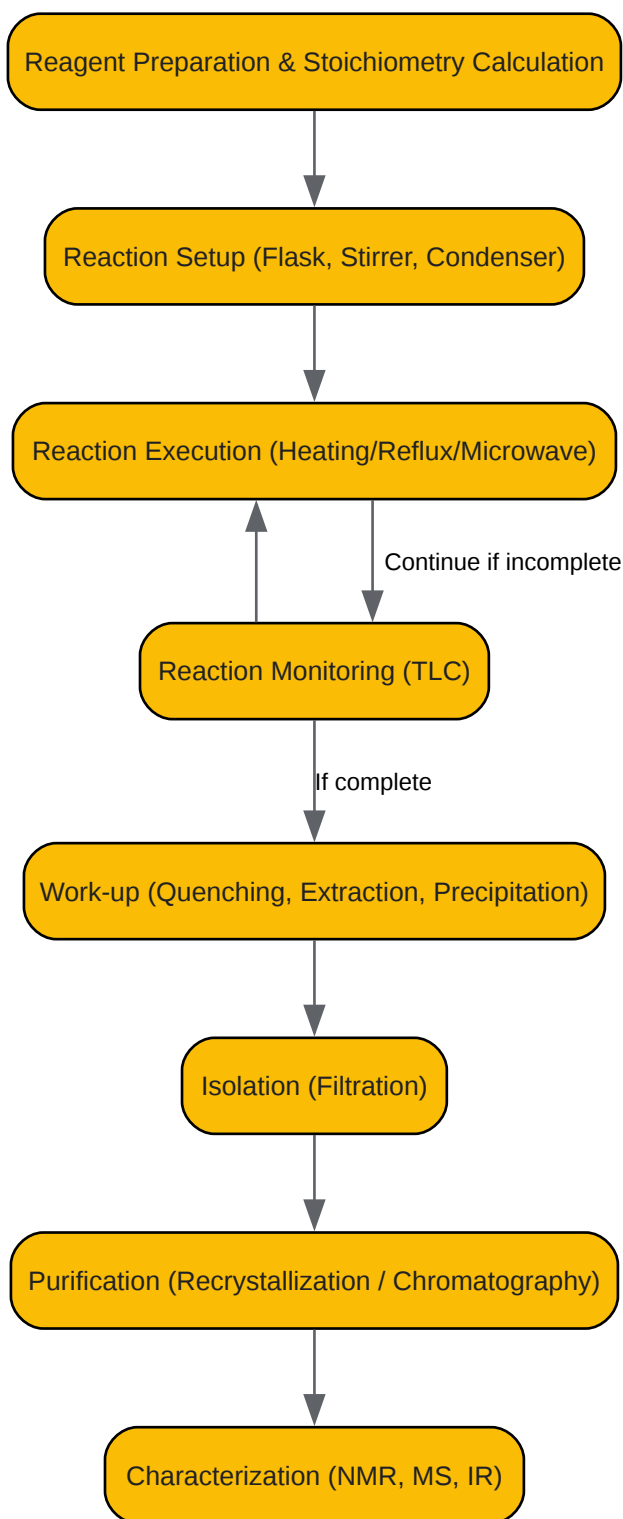 Reagent Preparation & Stoichiometry Calculation
Reaction Setup (Flask, Stirrer, Condenser)
Reaction Execution (Heating/Reflux/Microwave)
Continue if incomplete
Reaction Monitoring (TLC)
If complete
Work-up (Quenching, Extraction, Precipitation)
Isolation (Filtration)
Purification (Recrystallization / Chromatography)
Characterization (NMR, MS, IR)